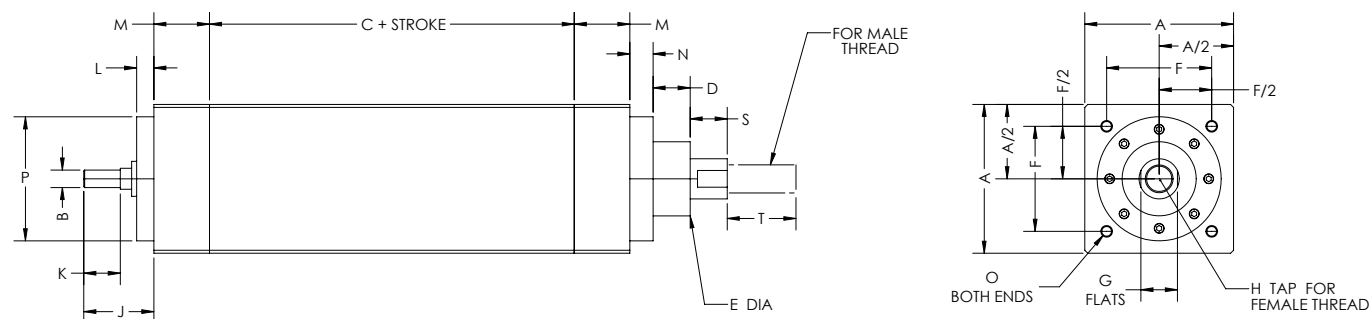 M
C + STROKE
M
FOR MALE
THREAD
L
N
D
S
P
B
K
J
T
E DIA
A
A/2
F
F/2
F/2
A/2
F
A
O
BOTH ENDS
G
FLATS
H TAP FOR
FEMALE THREAD